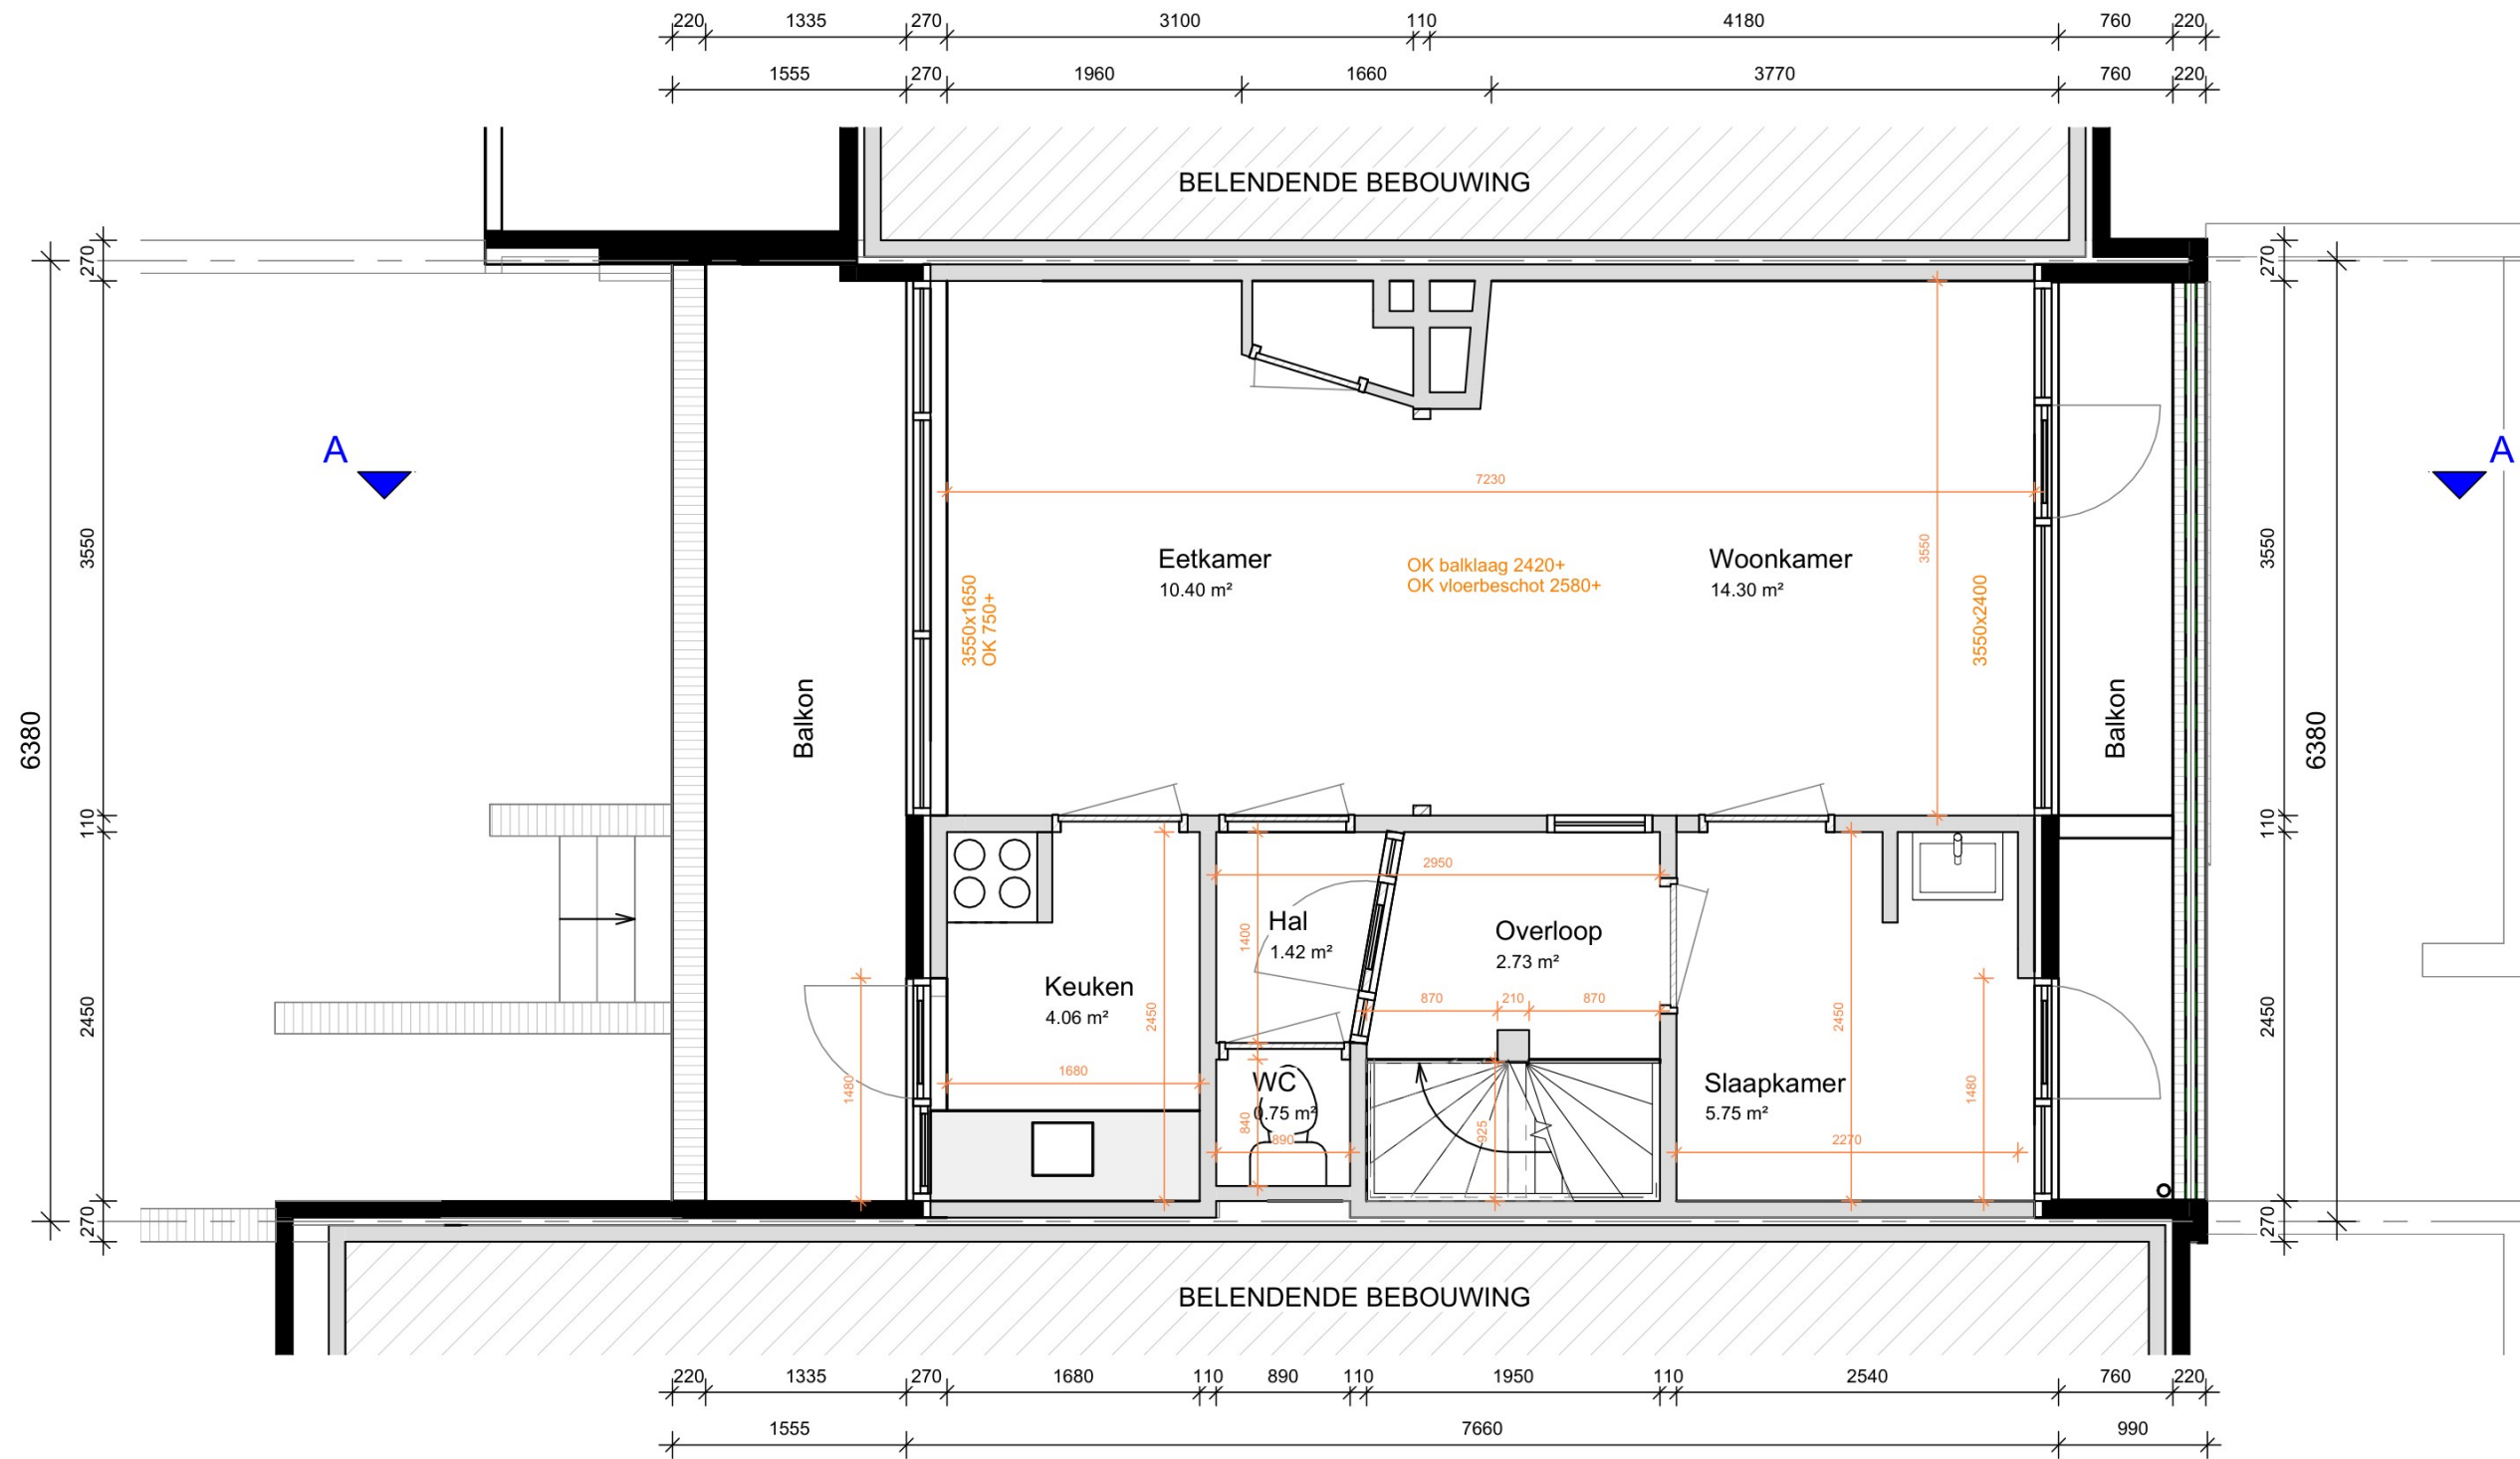 220 1335 270 3100 110 4180 760 220
1555 270 1960 1660 3770 760 220
BELENDENDE BEBOUWING
270 270
A A
7230
3550 3550 3550
Eetkamer
10.40 m²
OK balklaag 2420+
OK vloerbeschot 2580+
Woonkamer
14.30 m²
3550x1650
OK 750+
3550x2400
Balkon
Balkon
6380 6380
110 110
2950
Hal
1.42 m²
1400
Overloop
2.73 m²
870 210 870
Keuken
4.06 m²
2450 2450 2450 2450
1680
1480
WC
0.75 m²
840
890
925
Slaapkamer
5.75 m²
1480
2270
270 270
BELENDENDE BEBOUWING
220 1335 270 1680 110 890 110 1950 110 2540 760 220
1555 7660 990